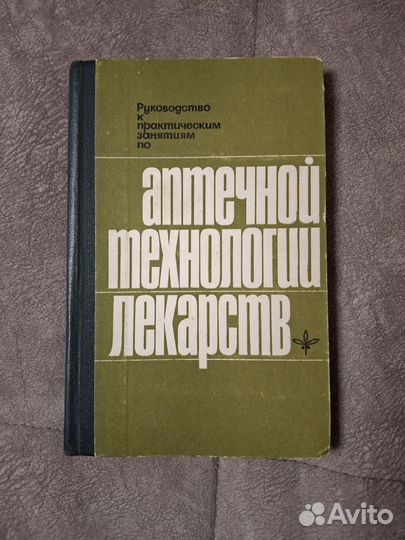 Руководство
к
практическим
занятиям
по
аптечной
технологии
лекарств
Avito